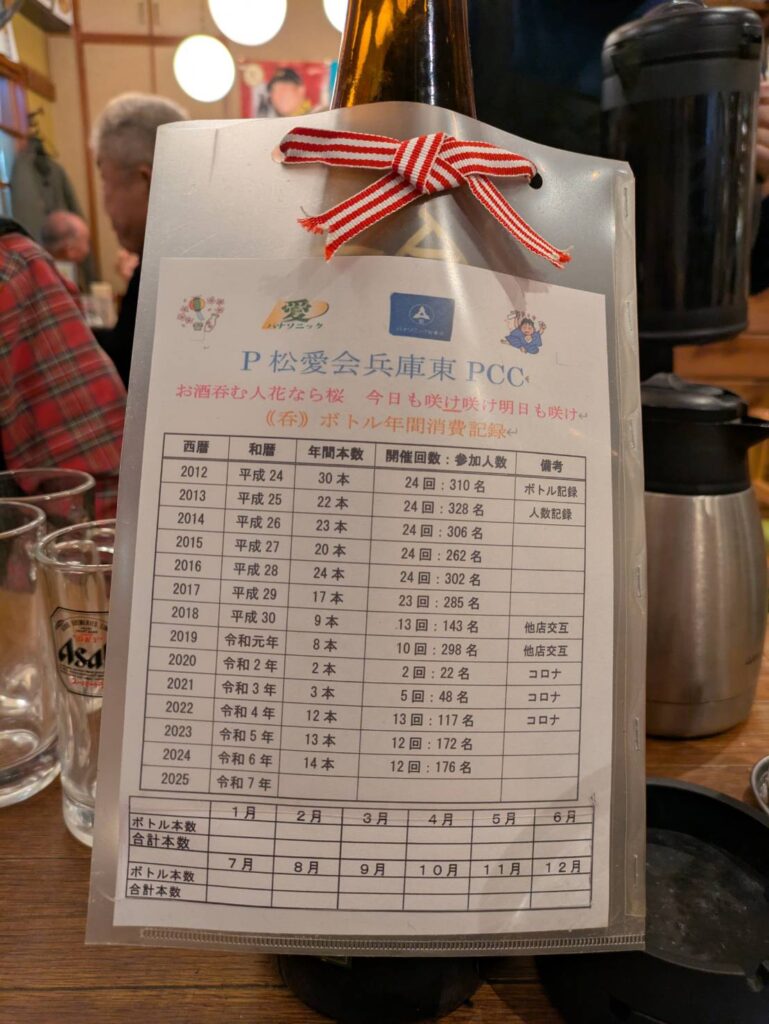 愛
パナソニック
P 松愛会兵庫東 PCC
お酒呑む人花なら桜 今日も咲け咲け明日も咲け
《呑》ボトル年間消費記録
西暦 和暦 年間本数 開催回数:参加人数 備考
2012 平成 24 30 本 24 回:310 名 ボトル記録
2013 平成 25 22 本 24 回:328 名 人数記録
2014 平成 26 23 本 24 回:306 名
2015 平成 27 20 本 24 回:262 名
2016 平成 28 24 本 24 回:302 名
2017 平成 29 17 本 23 回:285 名
2018 平成 30 9 本 13 回:143 名 他店交互
2019 令和元年 8 本 10 回:298 名 他店交互
2020 令和 2 年 2 本 2 回:22 名 コロナ
2021 令和 3 年 3 本 5 回:48 名 コロナ
2022 令和 4 年 12 本 13 回:117 名 コロナ
2023 令和 5 年 13 本 12 回:172 名
2024 令和 6 年 14 本 12 回:176 名
2025 令和 7 年
1月 2月 3月 4月 5月 6月
ボトル本数
合計本数
7月 8月 9月 10月 11月 12月
ボトル本数
合計本数
Asa